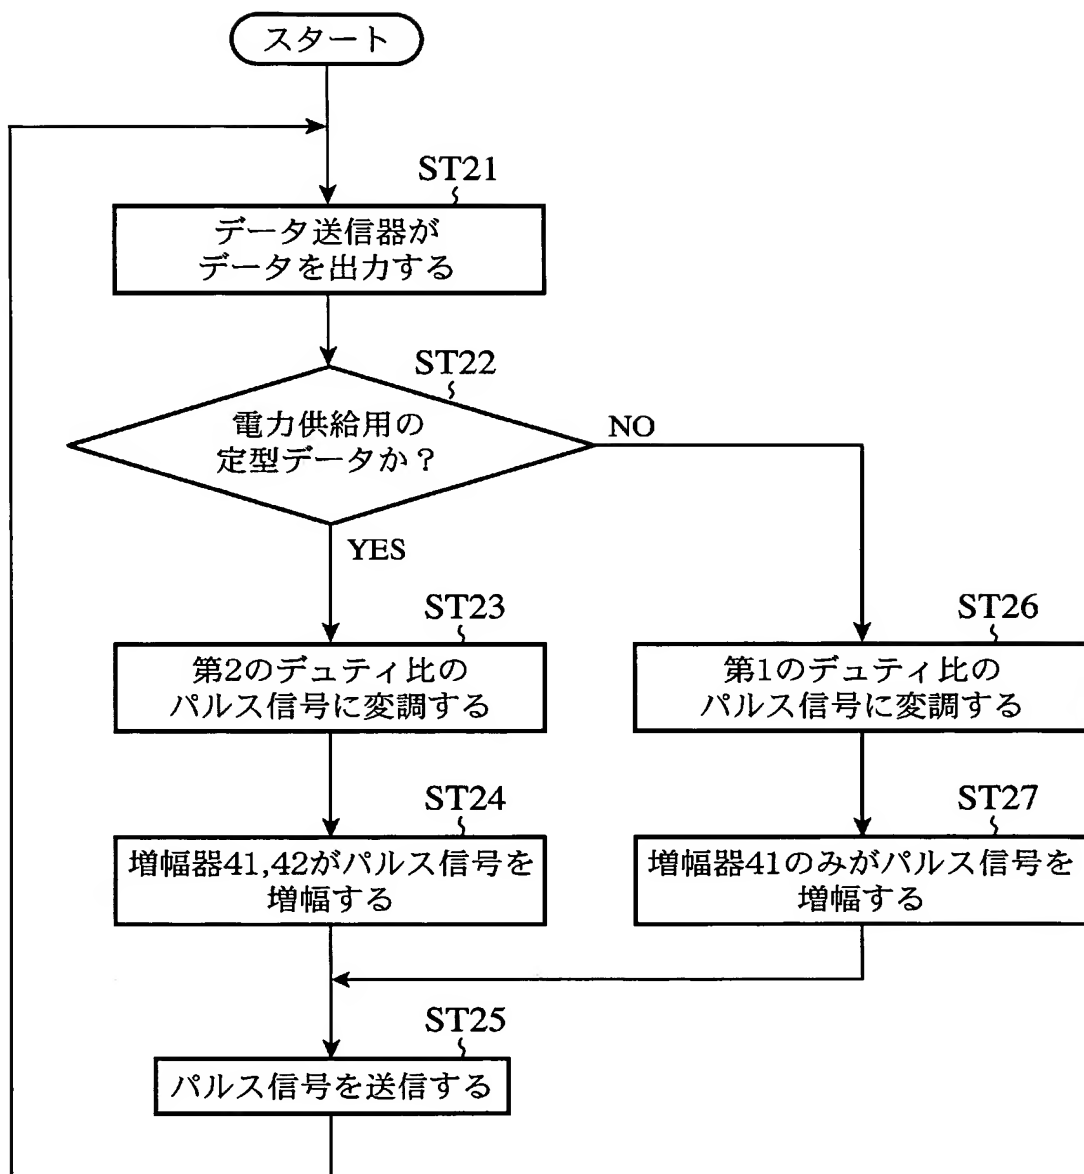 スタート
ST21
データ送信器が
データを出力する
ST22
電力供給用の
定型データか？
NO
YES
ST23
第2のデュティ比の
パルス信号に変調する
ST26
第1のデュティ比の
パルス信号に変調する
ST24
増幅器41,42がパルス信号を
増幅する
ST27
増幅器41のみがパルス信号を
増幅する
ST25
パルス信号を送信する